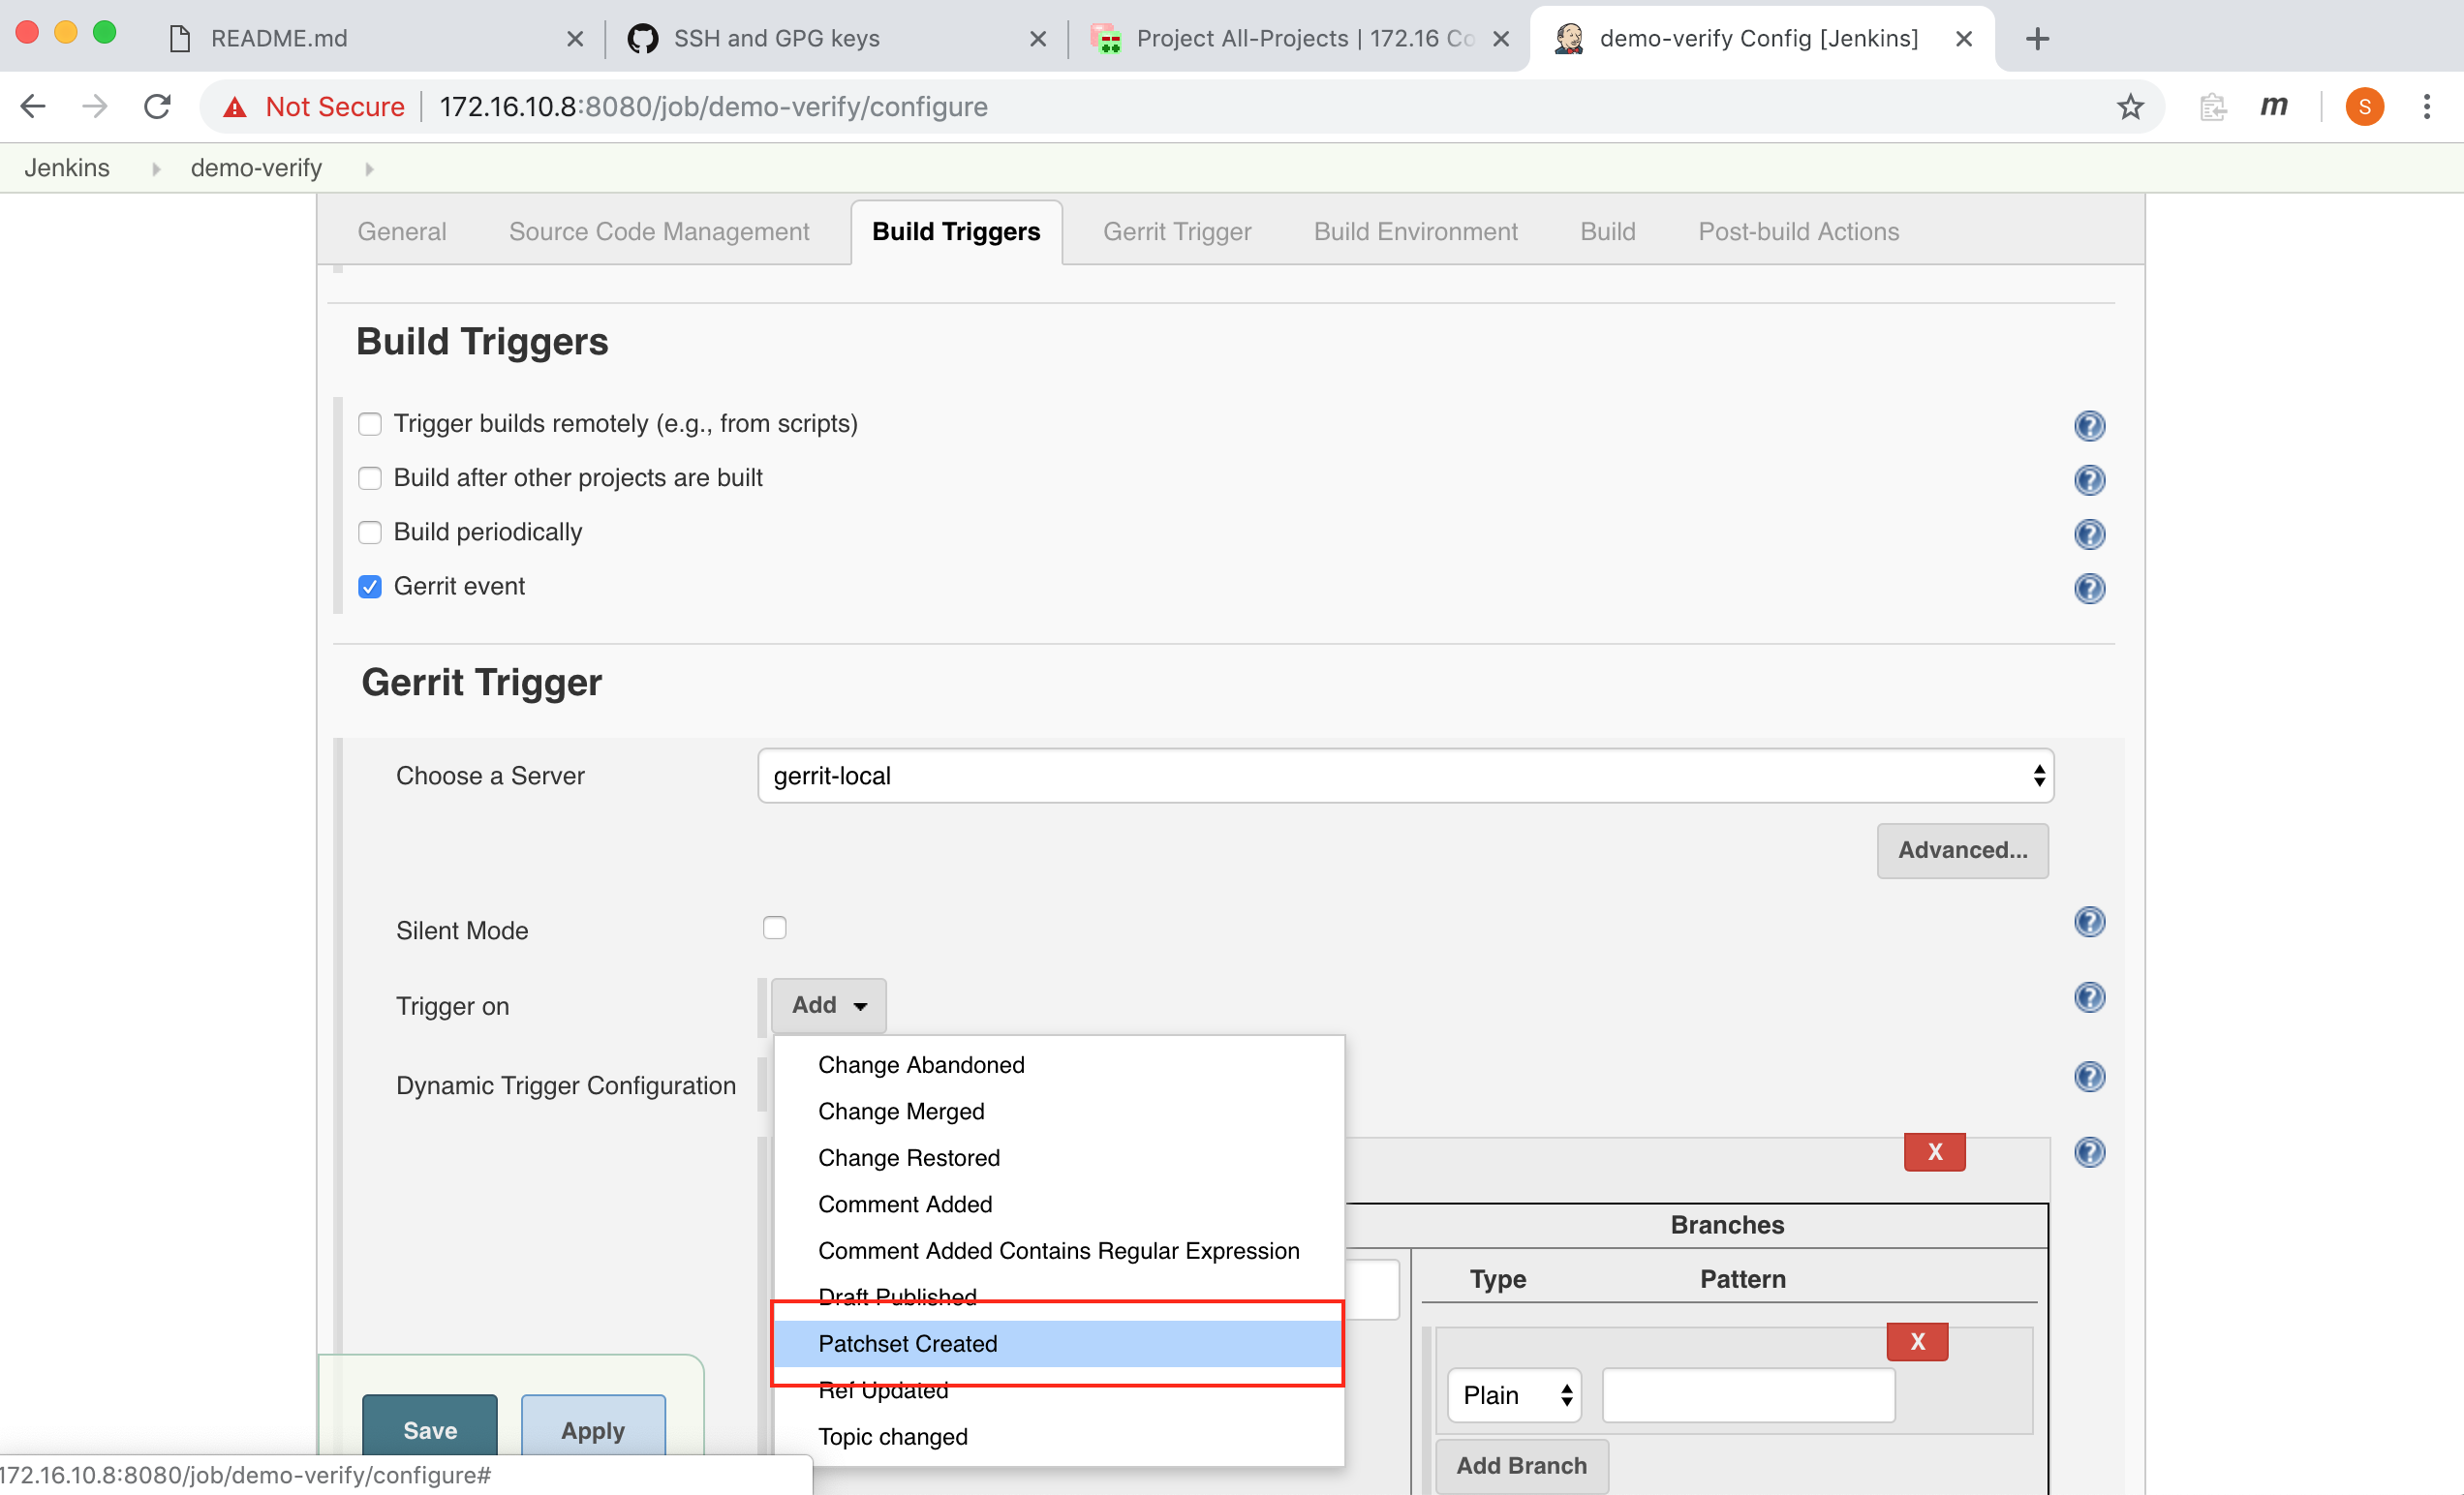 README.md
SSH and GPG keys
Project All-Projects | 172.16 Co
demo-verify Config [Jenkins]
Not Secure | 172.16.10.8:8080/job/demo-verify/configure
m
S
Jenkins
demo-verify
General
Source Code Management
Build Triggers
Gerrit Trigger
Build Environment
Build
Post-build Actions
Build Triggers
Trigger builds remotely (e.g., from scripts)
Build after other projects are built
Build periodically
Gerrit event
Gerrit Trigger
Choose a Server
gerrit-local
Advanced...
Silent Mode
Trigger on
Add
Dynamic Trigger Configuration
Change Abandoned
Change Merged
Change Restored
Comment Added
Comment Added Contains Regular Expression
Draft Published
Patchset Created
Ref Updated
Topic changed
X
Branches
Type
Pattern
X
Plain
Add Branch
Save
Apply
172.16.10.8:8080/job/demo-verify/configure#